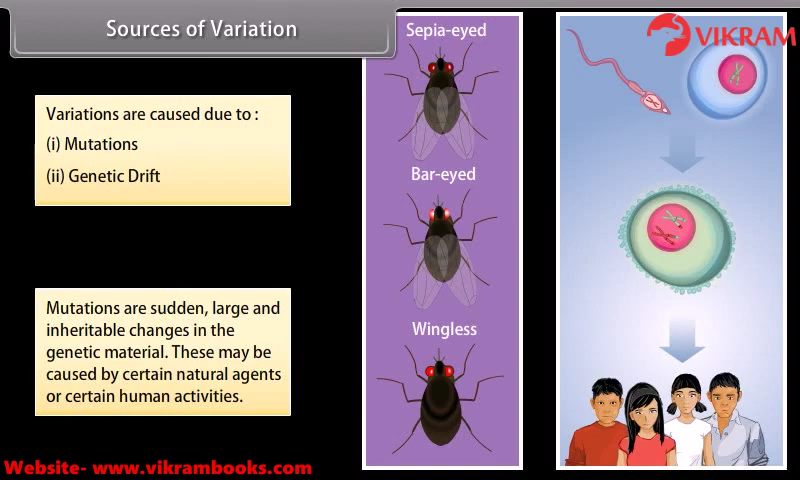 Sources of Variation
VIKRAM
Variations are caused due to :
(i) Mutations
(ii) Genetic Drift
Mutations are sudden, large and
inheritable changes in the
genetic material. These may be
caused by certain natural agents
or certain human activities.
Sepia-eyed
Bar-eyed
Wingless
Website- www.vikrambooks.com